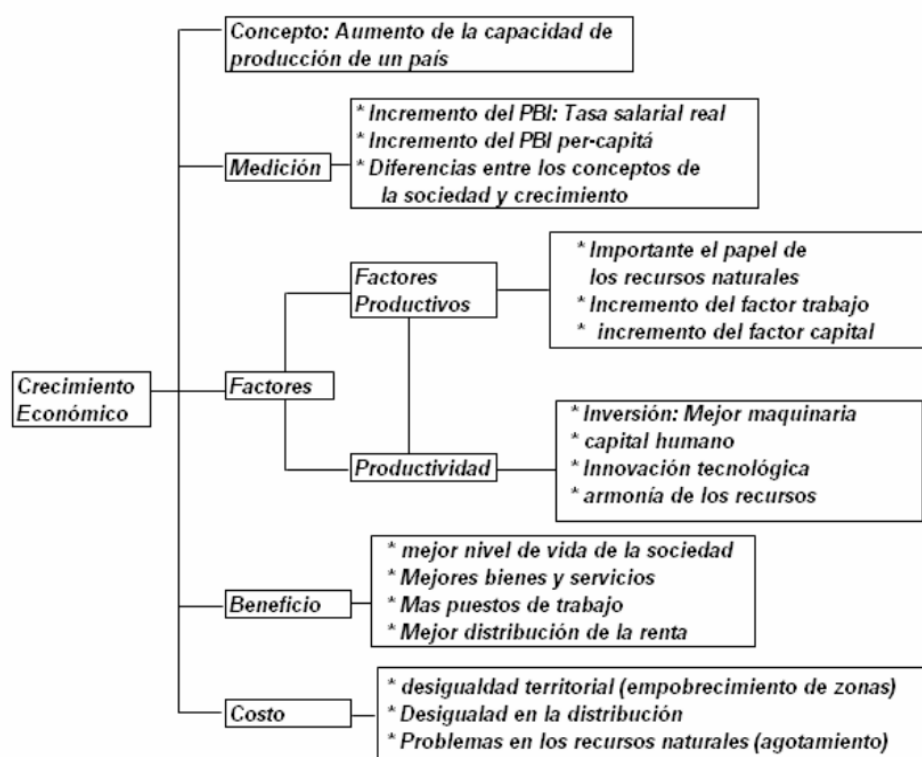 Concepto: Aumento de la capacidad de
producción de un país
Medición
* Incremento del PBI: Tasa salarial real
* Incremento del PBI per-capitá
* Diferencias entre los conceptos de
la sociedad y crecimiento
Crecimiento
Económico
Factores
Factores
Productivos
* Importante el papel de
los recursos naturales
* Incremento del factor trabajo
* incremento del factor capital
Productividad
* Inversión: Mejor maquinaria
* capital humano
* Innovación tecnológica
* armonía de los recursos
Beneficio
* mejor nivel de vida de la sociedad
* Mejores bienes y servicios
* Mas puestos de trabajo
* Mejor distribución de la renta
Costo
* desigualdad territorial (empobrecimiento de zonas)
* Desigualad en la distribución
* Problemas en los recursos naturales (agotamiento)